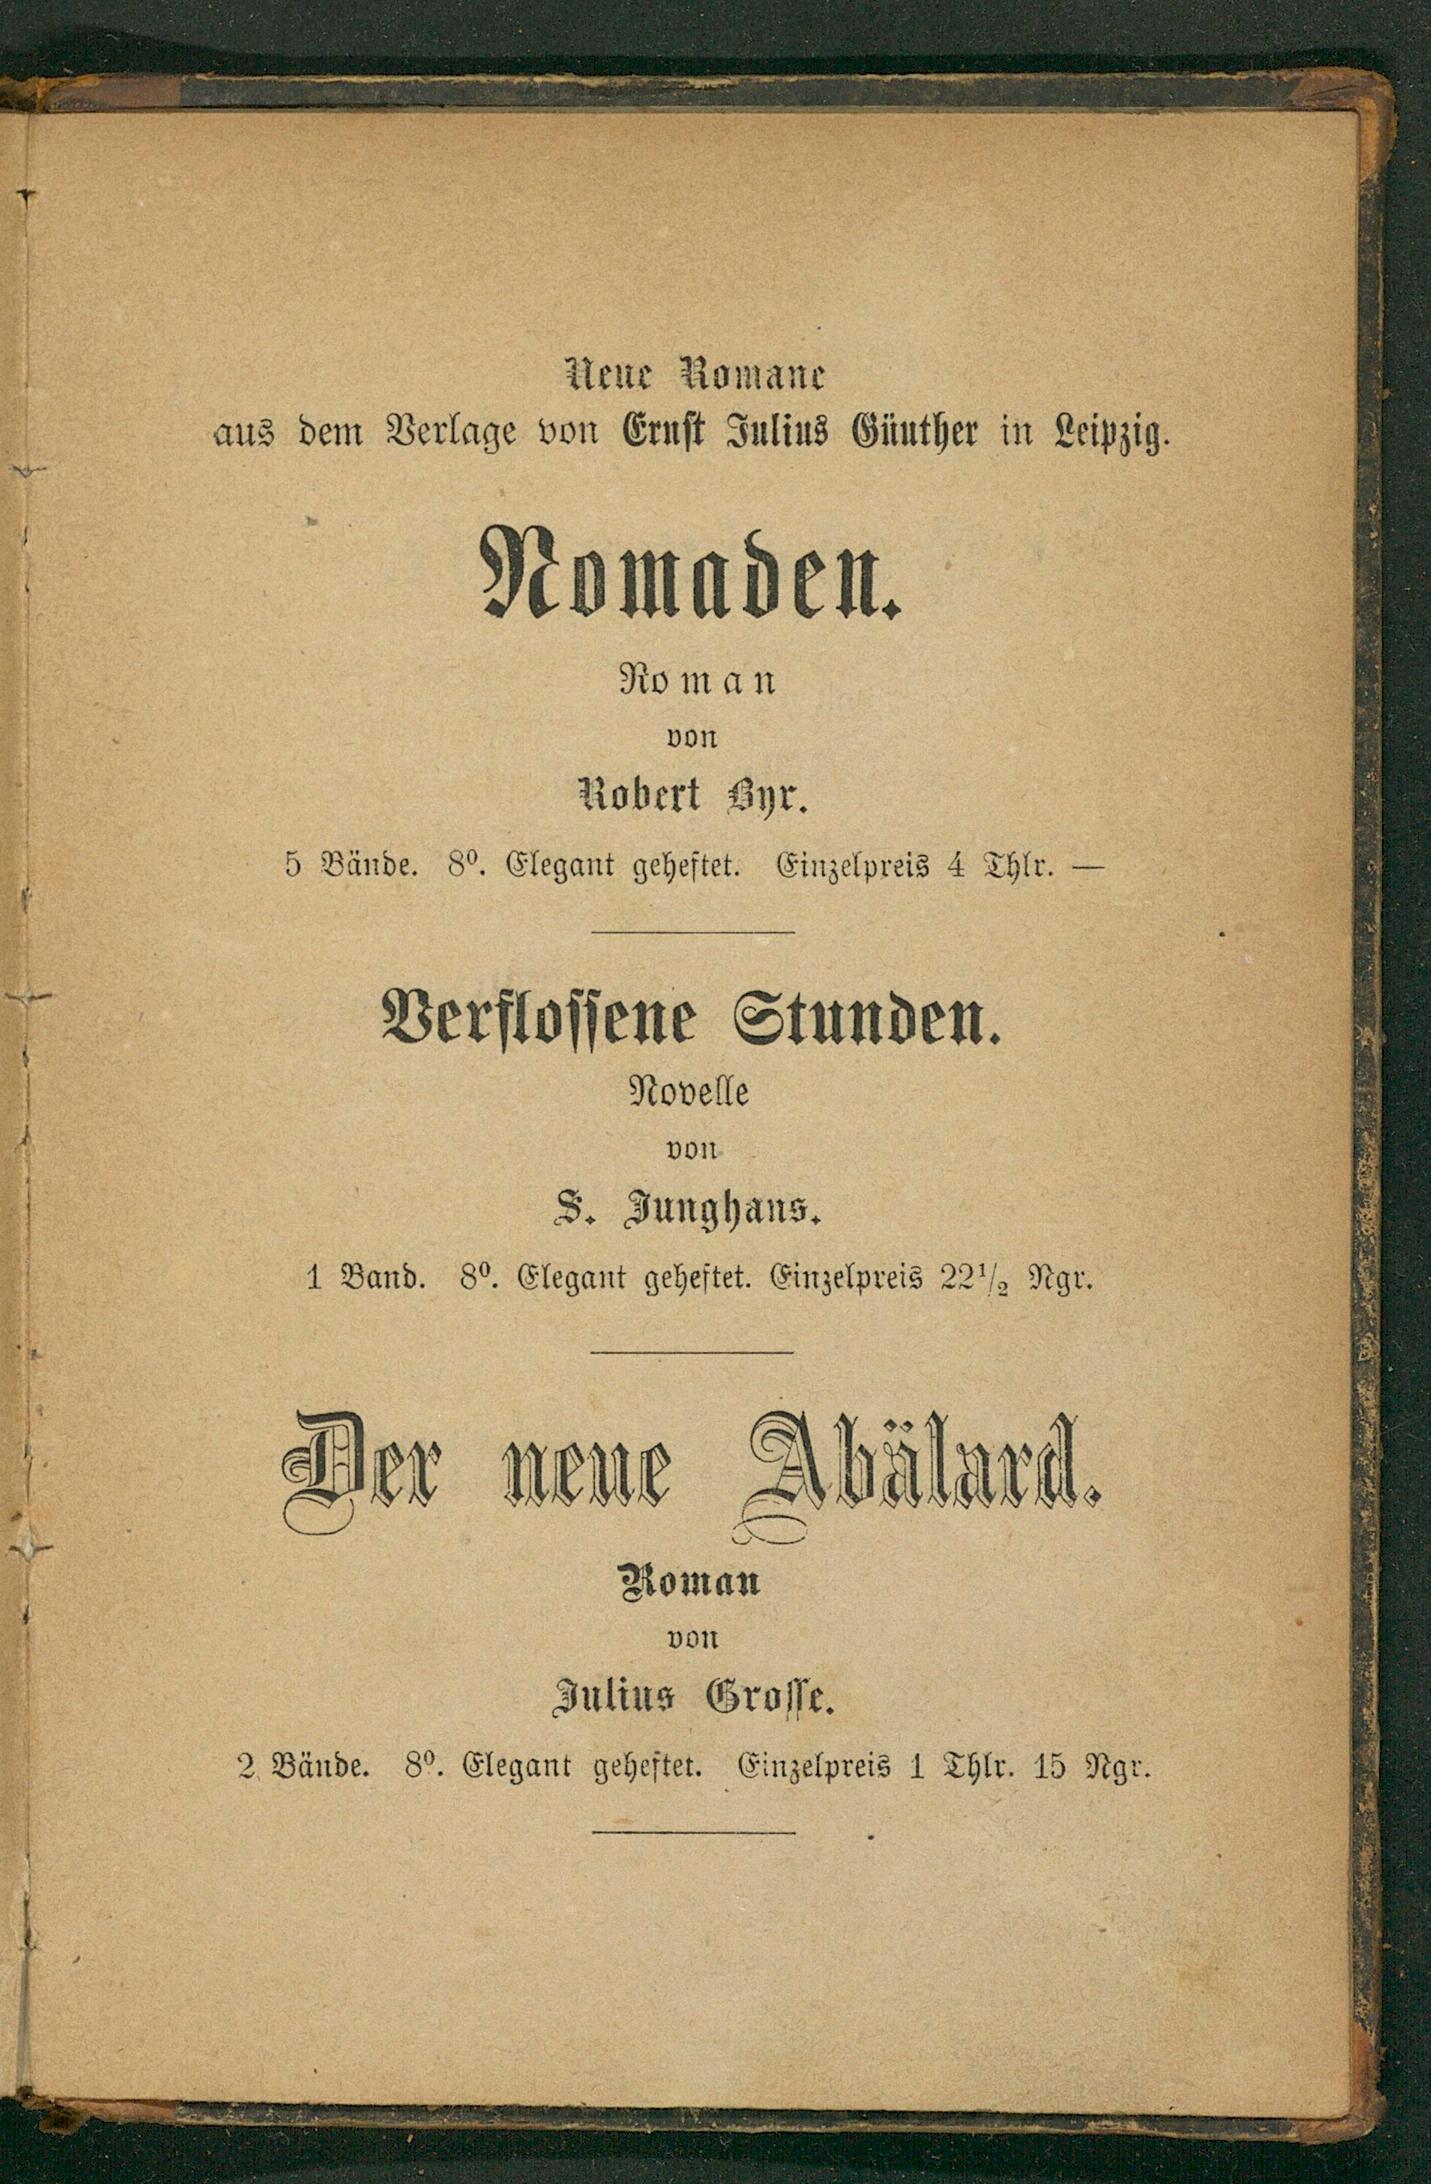 Neue Romane
aus dem Verlage von Ernst Julius Günther in Leipzig.
Nomaden.
Roman
von
Robert Byr.
5 Bände. 8⁰. Elegant geheftet. Einzelpreis 4 Thlr. —
Verflossene Stunden.
Novelle
von
S. Junghans.
1 Band. 8⁰. Elegant geheftet. Einzelpreis 22¹/₂ Ngr.
Der neue Abälard.
Roman
von
Julius Grosse.
2 Bände. 8⁰. Elegant geheftet. Einzelpreis 1 Thlr. 15 Ngr.